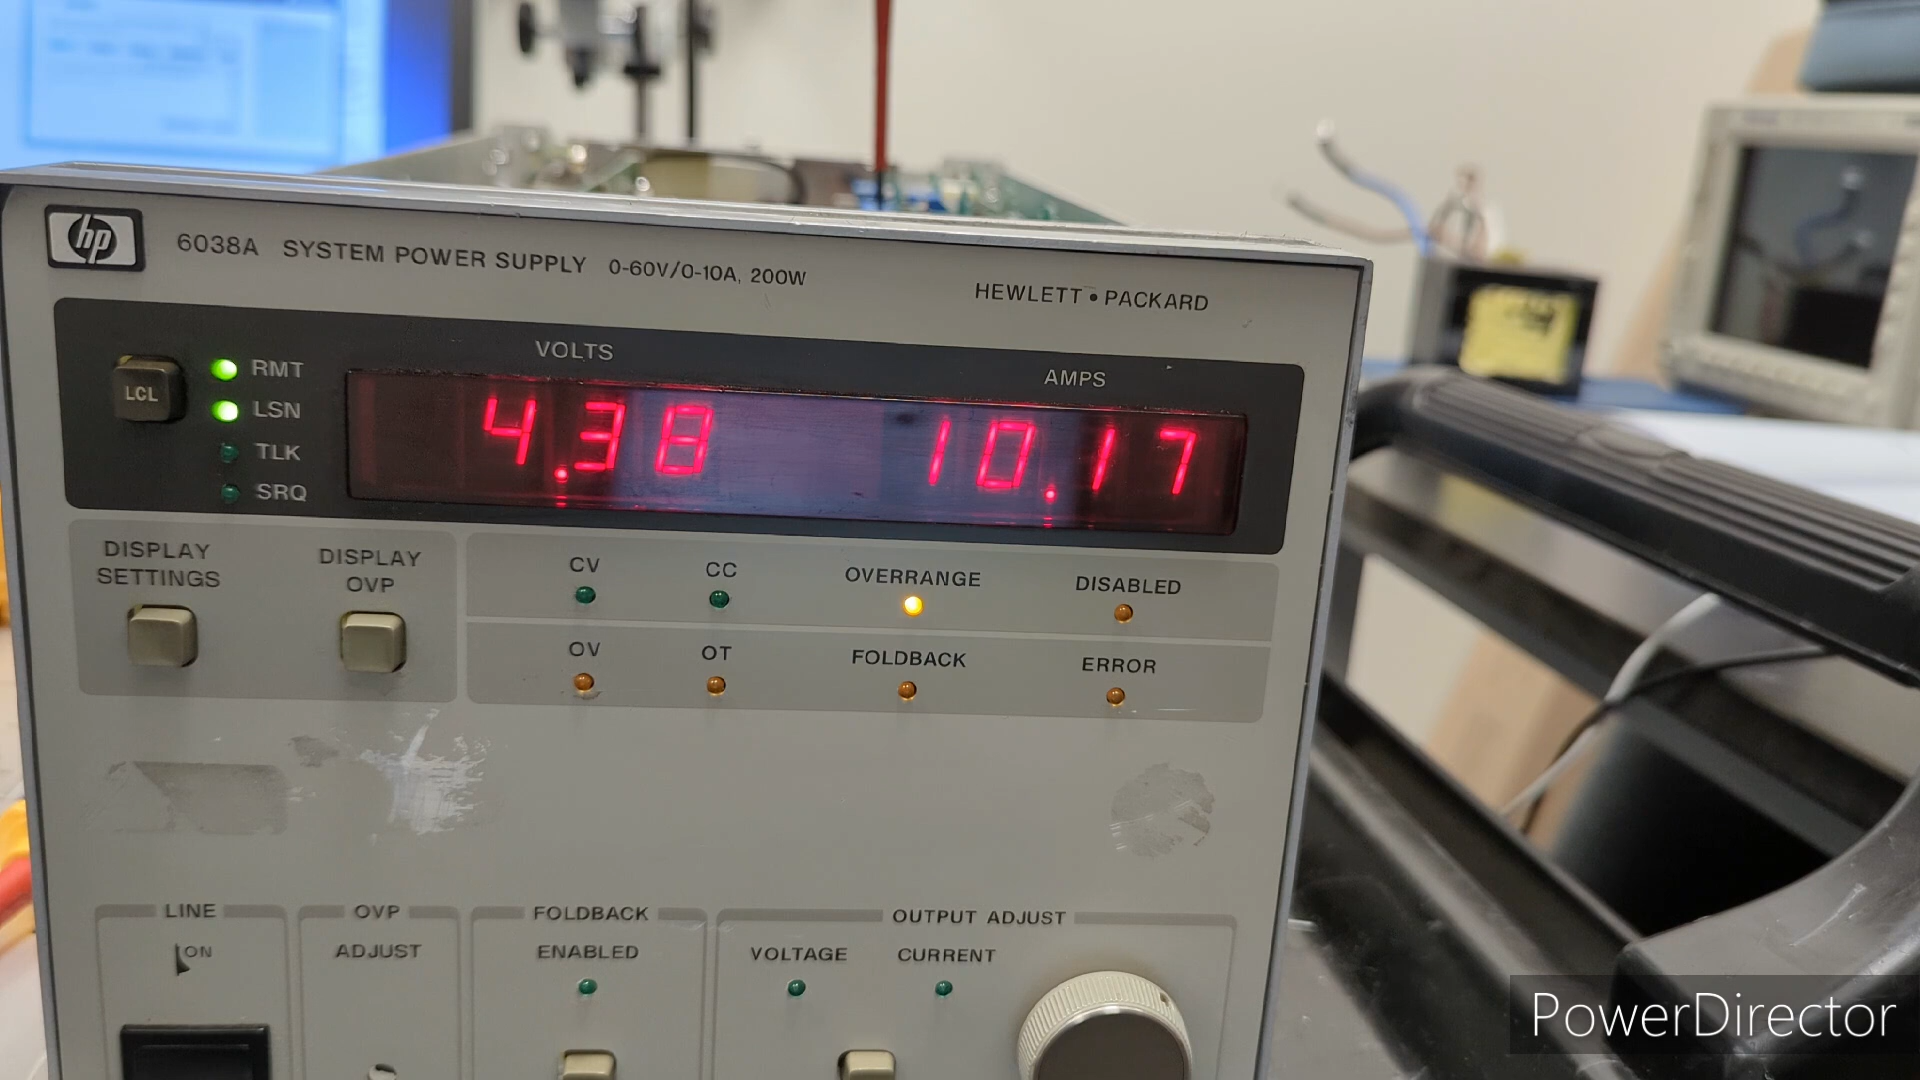 hp 6038A SYSTEM POWER SUPPLY 0-60V/0-10A, 200W
HEWLETT • PACKARD
VOLTS AMPS
LCL
RMT
LSN
TLK
SRQ
4.38 10.17
DISPLAY SETTINGS
DISPLAY OVP
CV CC OVERRANGE DISABLED
OV OT FOLDBACK ERROR
LINE OVP FOLDBACK OUTPUT ADJUST
ON ADJUST ENABLED VOLTAGE CURRENT
PowerDirector